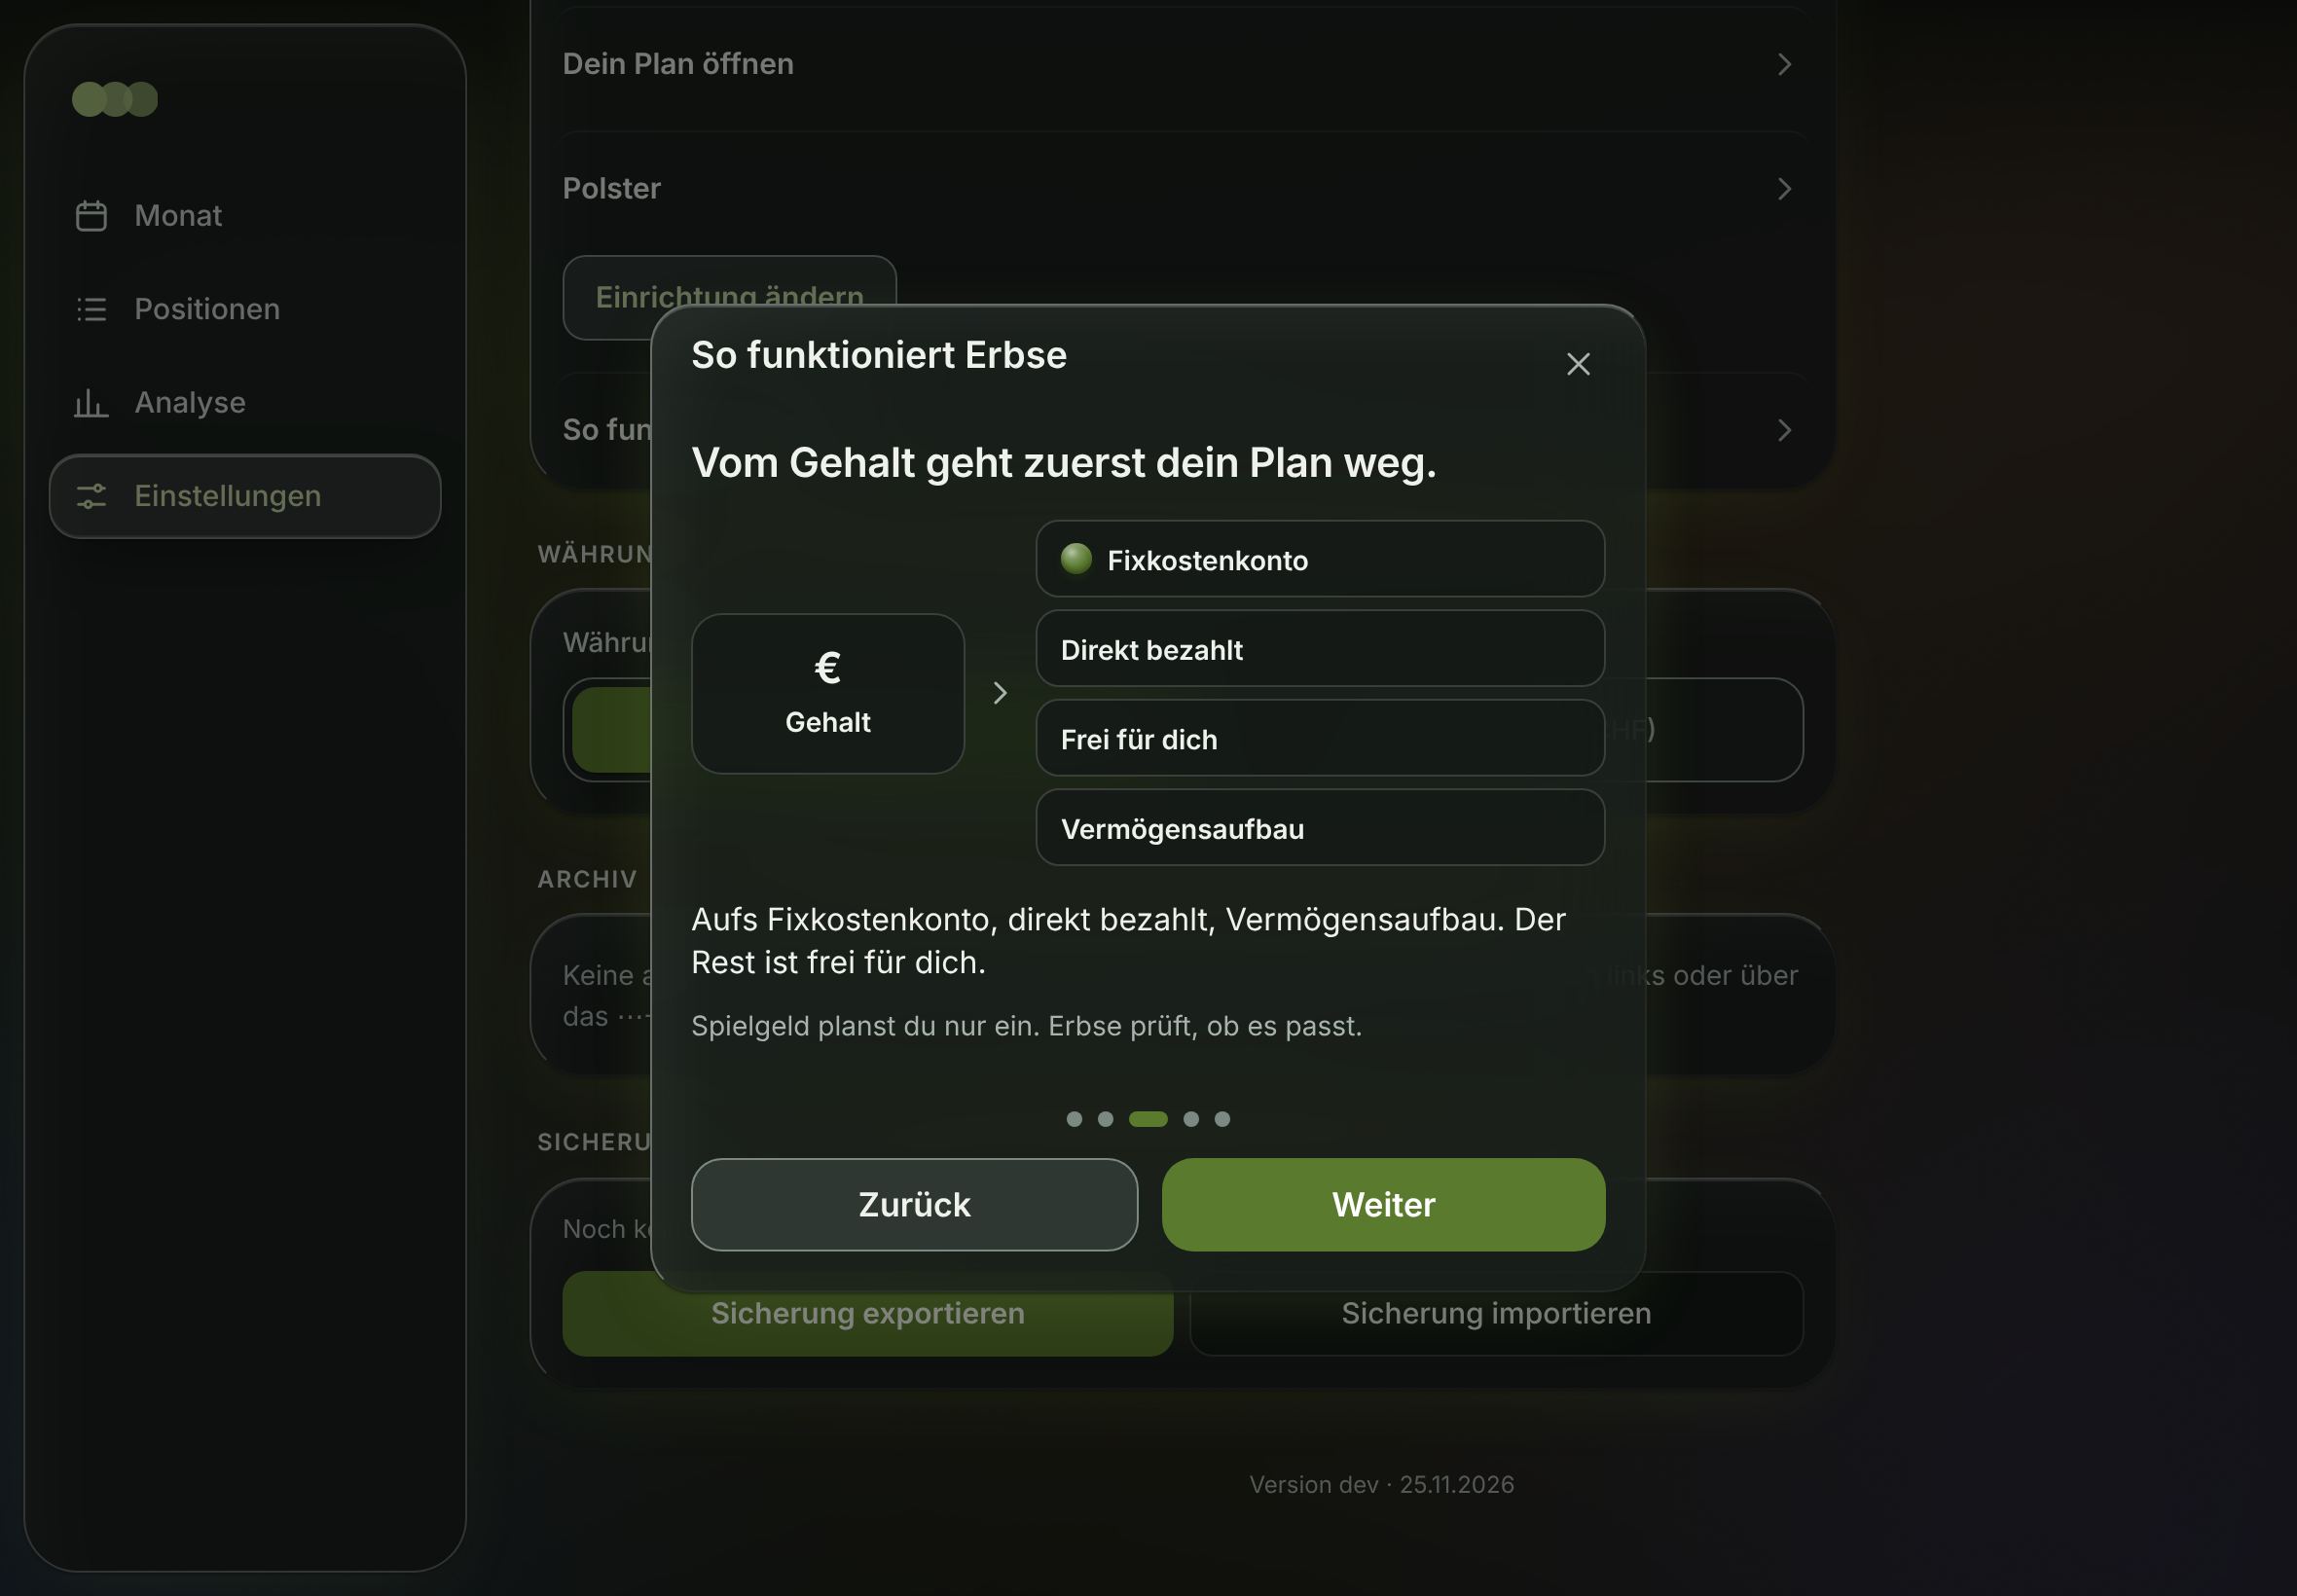 Monat
Positionen
Analyse
Einstellungen
Dein Plan öffnen
Polster
Einrichtung ändern
So fun
WÄHRUN
Währu
HF)
ARCHIV
Keine a
links oder über
das ···-
SICHERU
Noch k
Sicherung exportieren
Sicherung importieren
Version dev · 25.11.2026
So funktioniert Erbse
Vom Gehalt geht zuerst dein Plan weg.
€
Gehalt
Fixkostenkonto
Direkt bezahlt
Frei für dich
Vermögensaufbau
Aufs Fixkostenkonto, direkt bezahlt, Vermögensaufbau. Der
Rest ist frei für dich.
Spielgeld planst du nur ein. Erbse prüft, ob es passt.
Zurück
Weiter